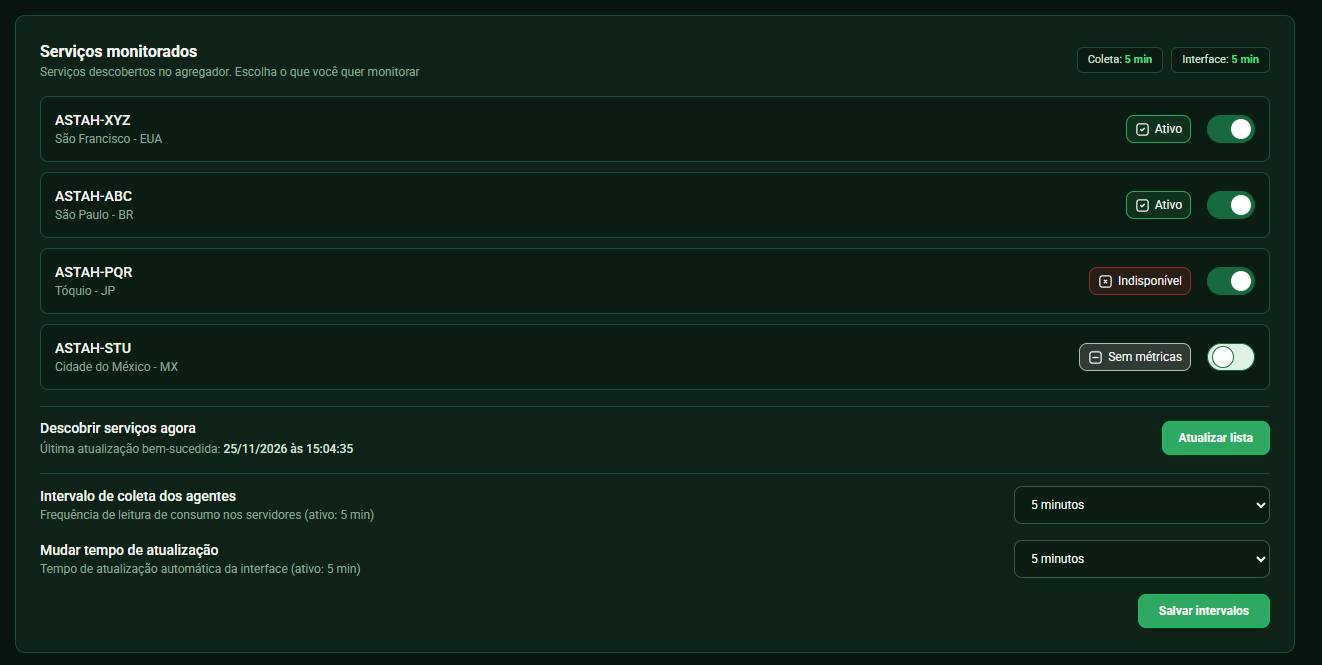 Serviços monitorados
Serviços descobertos no agregador. Escolha o que você quer monitorar
Coleta: 5 min
Interface: 5 min
ASTAH-XYZ
São Francisco - EUA
Ativo
ASTAH-ABC
São Paulo - BR
Ativo
ASTAH-PQR
Tóquio - JP
Indisponível
ASTAH-STU
Cidade do México - MX
Sem métricas
Descobrir serviços agora
Última atualização bem-sucedida: 25/11/2026 às 15:04:35
Atualizar lista
Intervalo de coleta dos agentes
Frequência de leitura de consumo nos servidores (ativo: 5 min)
5 minutos
Mudar tempo de atualização
Tempo de atualização automática da interface (ativo: 5 min)
5 minutos
Salvar intervalos